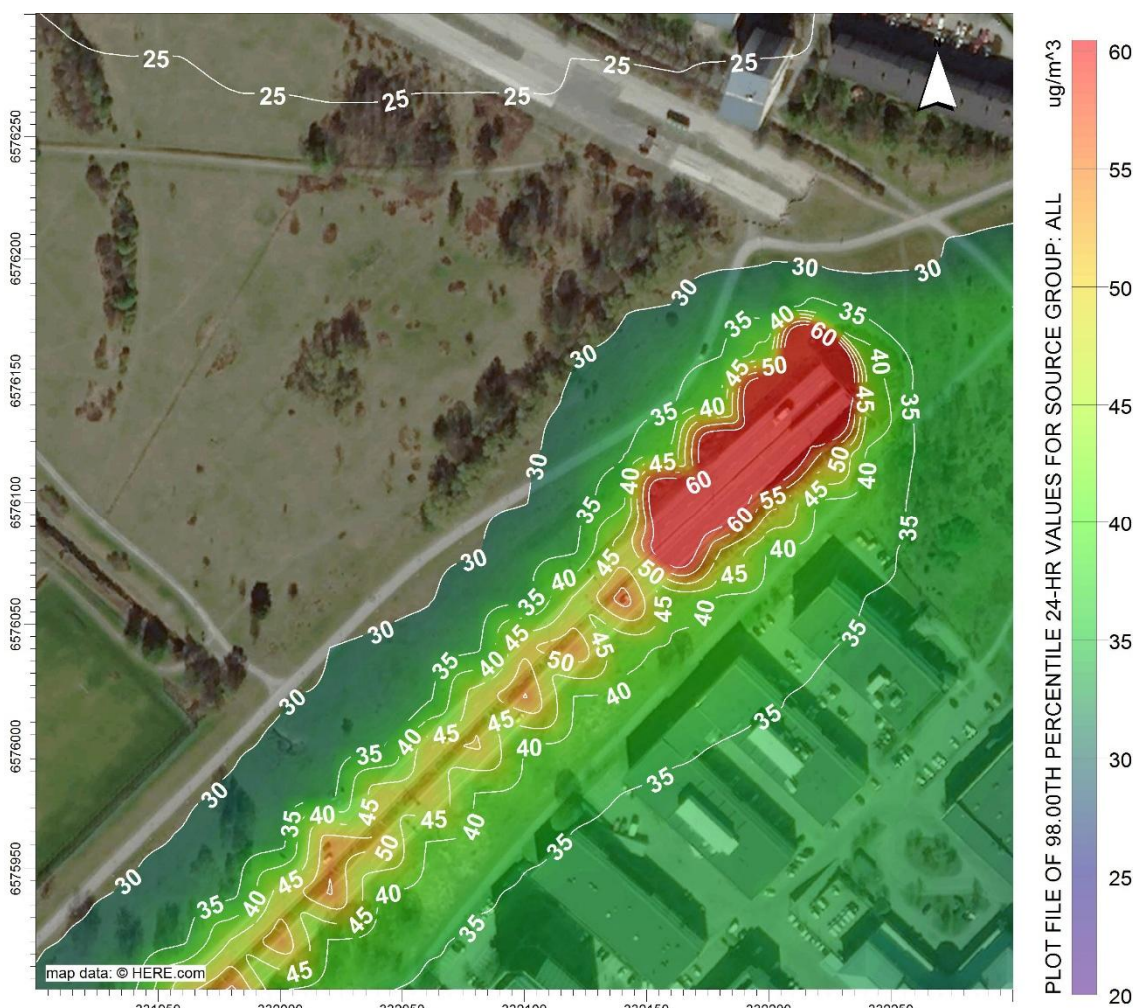 25 25 25 25 25 25
30 30 30 30 30 30 30 30 30 30 30
35 35 35 35 35 35 35 35 35 35 35 35 35 35 35
40 40 40 40 40 40 40 40 40 40 40 40 40 40 40 40 40
45 45 45 45 45 45 45 45 45 45 45 45 45 45 45 45 45
50 50 50 50 50 50
55
60 60 60
6576250
6576200
6576150
6576100
6576050
6576000
6575950
map data: © HERE.com
PLOT FILE OF 98.00TH PERCENTILE 24-HR VALUES FOR SOURCE GROUP: ALL
ug/m^3
60
55
50
45
40
35
30
25
20